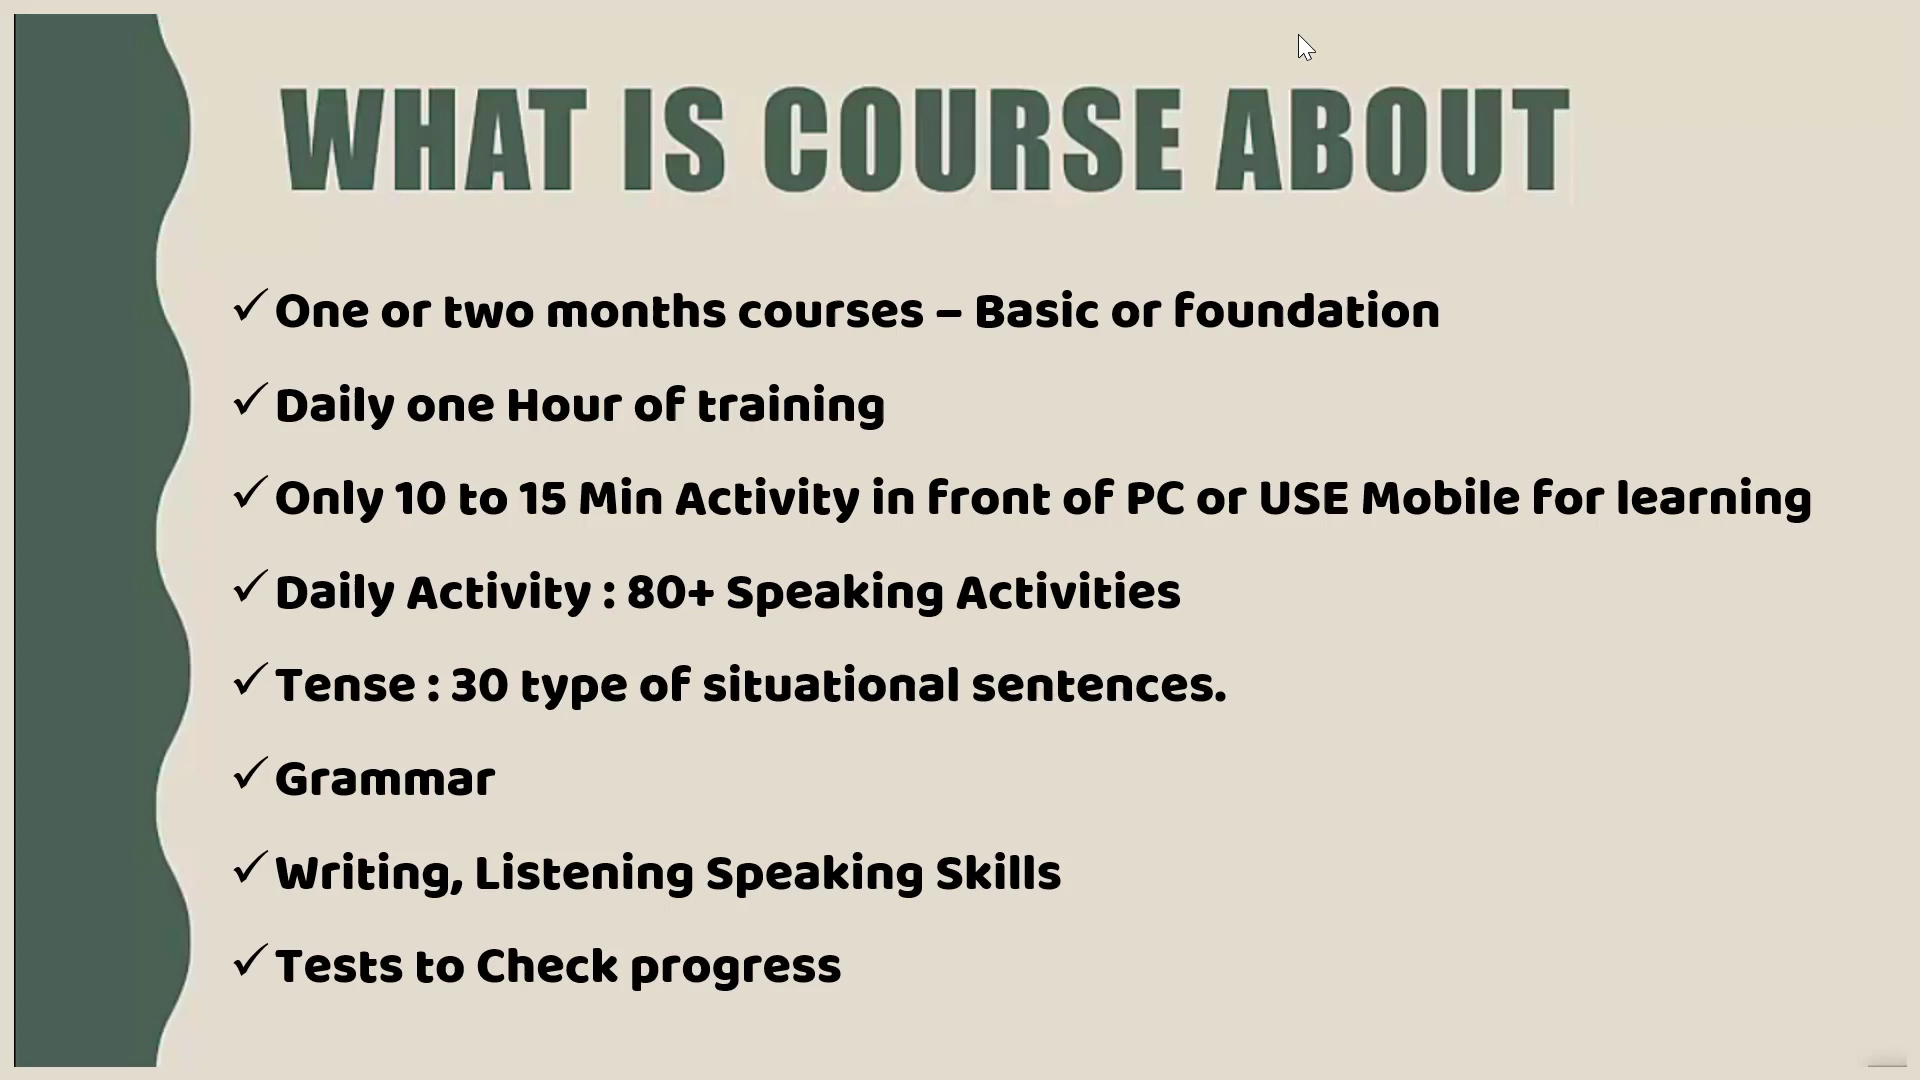 WHAT IS COURSE ABOUT
✓ One or two months courses – Basic or foundation
✓ Daily one Hour of training
✓ Only 10 to 15 Min Activity in front of PC or USE Mobile for learning
✓ Daily Activity : 80+ Speaking Activities
✓ Tense : 30 type of situational sentences.
✓ Grammar
✓ Writing, Listening Speaking Skills
✓ Tests to Check progress